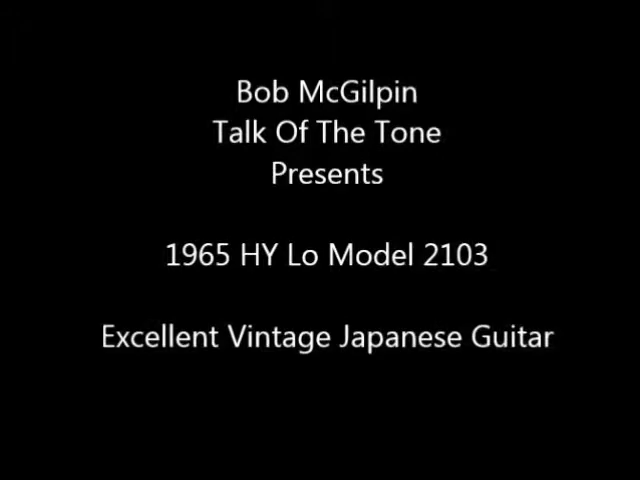 Bob McGilpin
Talk Of The Tone
Presents
1965 HY Lo Model 2103
Excellent Vintage Japanese Guitar